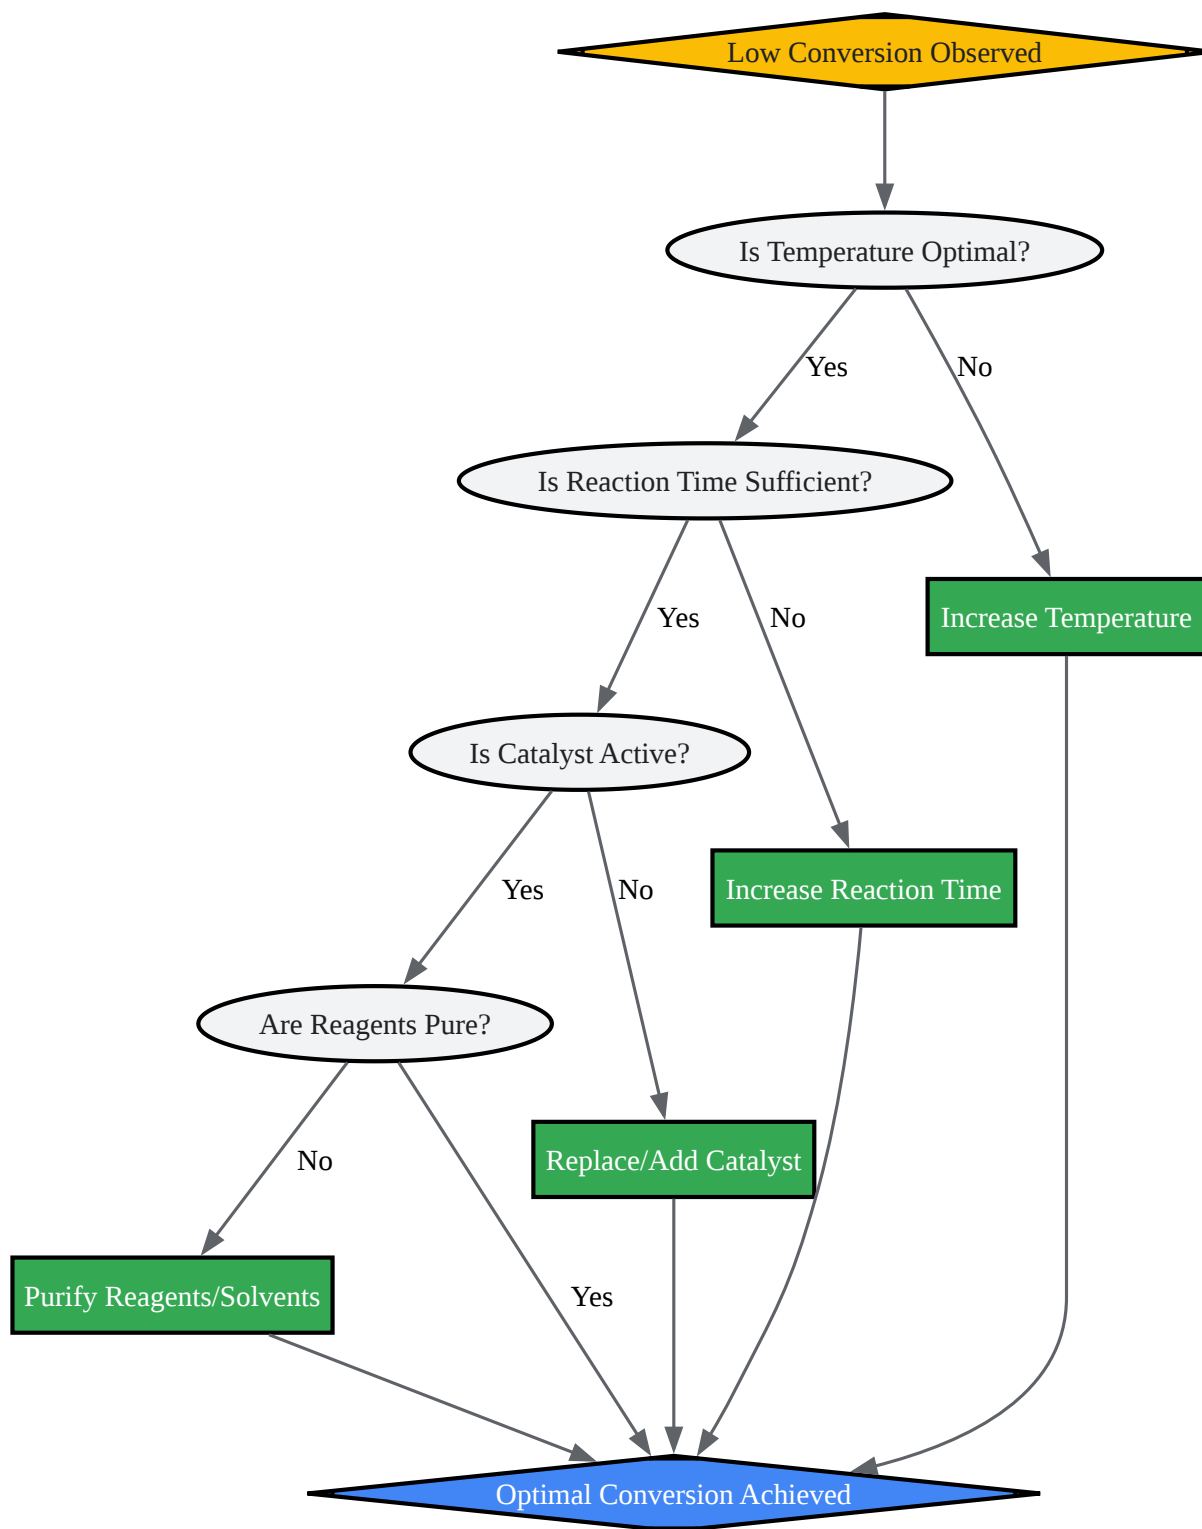 Low Conversion Observed
Is Temperature Optimal?
Yes
No
Is Reaction Time Sufficient?
Yes
No
Increase Temperature
Is Catalyst Active?
Yes
No
Increase Reaction Time
Are Reagents Pure?
No
Replace/Add Catalyst
Purify Reagents/Solvents
Yes
Optimal Conversion Achieved